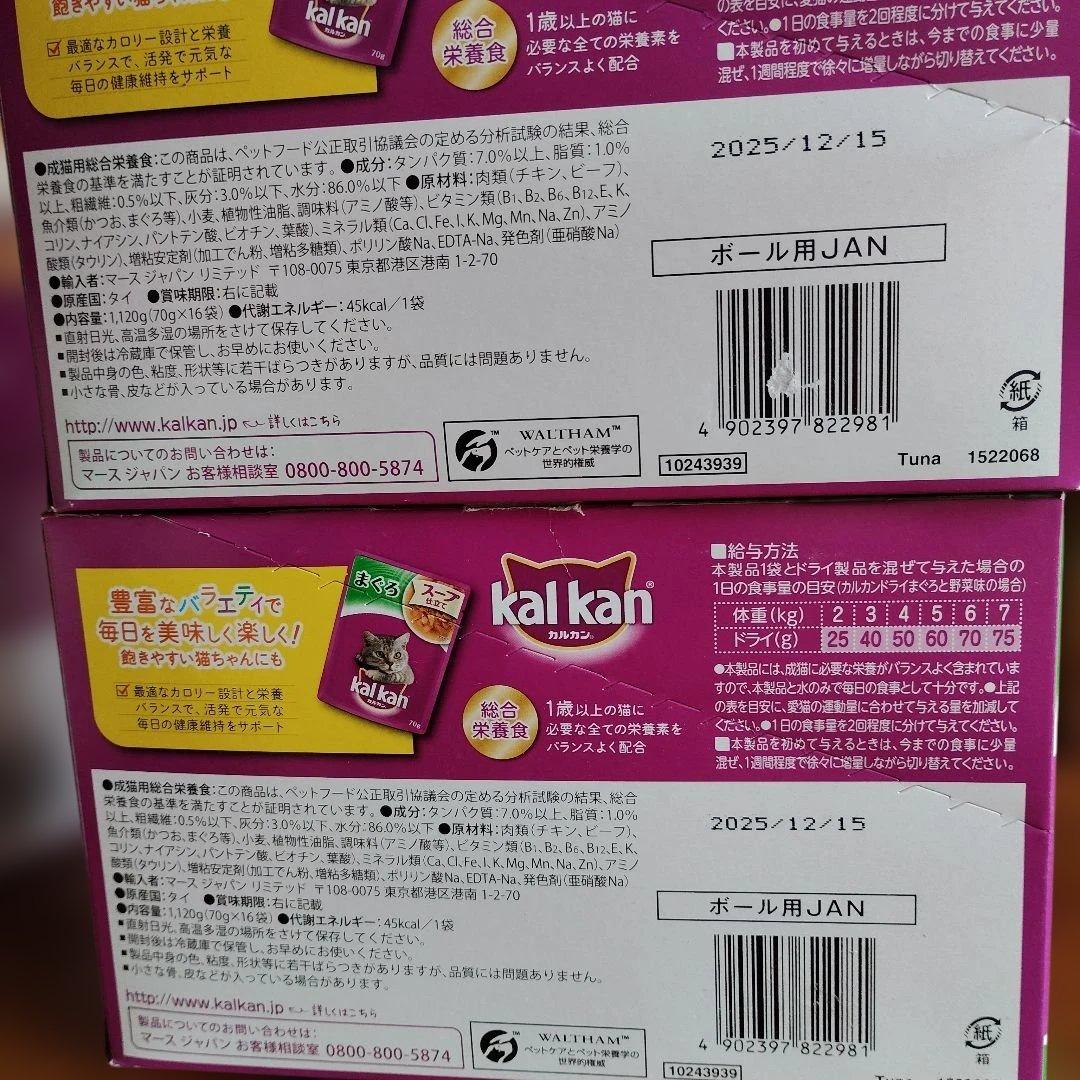 飽きやすい猫ちゃんにも
最適なカロリー設計と栄養
バランスで、活発で元気な
毎日の健康維持をサポート
kal kan
カルカン
70g
総合
栄養食
1歳以上の猫に
必要な全ての栄養素を
バランスよく配合
の表を目安に、愛猫の運動量に
ください。●1日の食事量を2回程度に分けて与えてください。
■本製品を初めて与えるときは、今までの食事に少量
混ぜ、1週間程度で徐々に増量しながら切り替えてください。
●成猫用総合栄養食:この商品は、ペットフード公正取引協議会の定める分析試験の結果、総合
栄養食の基準を満たすことが証明されています。●成分:タンパク質:7.0%以上、脂質:1.0%
以上、粗繊維:0.5%以下、灰分:3.0%以下、水分:86.0%以下 ●原材料:肉類(チキン、ビーフ)、
魚介類(かつお、まぐろ等)、小麦、植物性油脂、調味料(アミノ酸等)、ビタミン類(B1、B2、B6、B12、E、K、
コリン、ナイアシン、パントテン酸、ビオチン、葉酸)、ミネラル類(Ca、Cl、Fe、I、K、Mg、Mn、Na、Zn)、アミノ
酸類(タウリン)、増粘安定剤(加工でん粉、増粘多糖類)、ポリリン酸Na、EDTA-Na、発色剤(亜硝酸Na)
●輸入者:マース ジャパン リミテッド 〒108-0075 東京都港区港南 1-2-70
●原産国:タイ ●賞味期限:右に記載
●内容量:1,120g(70g×16袋) ●代謝エネルギー:45kcal/1袋
■直射日光、高温多湿の場所をさけて保存してください。
■開封後は冷蔵庫で保管し、お早めにお使いください。
■製品中身の色、粘度、形状等に若干ばらつきがありますが、品質には問題ありません。
■小さな骨、皮などが入っている場合があります。
http://www.kalkan.jp 詳しくはこちら
製品についてのお問い合わせは:
マース ジャパン お客様相談室 0800-800-5874
WALTHAM™
ペットケアとペット栄養学の
世界的権威
2025/12/15
ボール用JAN
4 902397 822981
10243939
紙
箱
Tuna 1522068
豊富なバラエティで
毎日を美味しく楽しく!
飽きやすい猫ちゃんにも
最適なカロリー設計と栄養
バランスで、活発で元気な
毎日の健康維持をサポート
まぐろ
スープ
仕立て
kal kan
カルカン
70g
kal kan®
カルカン
総合
栄養食
1歳以上の猫に
必要な全ての栄養素を
バランスよく配合
■給与方法
本製品1袋とドライ製品を混ぜて与えた場合の
1日の食事量の目安(カルカンドライまぐろと野菜味の場合)
体重(kg) 2 3 4 5 6 7
ドライ(g) 25 40 50 60 70 75
●本製品には、成猫に必要な栄養がバランスよく含まれていま
すので、本製品と水のみで毎日の食事として十分です。●上記
の表を目安に、愛猫の運動量に合わせて与える量を加減して
ください。●1日の食事量を2回程度に分けて与えてください。
■本製品を初めて与えるときは、今までの食事に少量
混ぜ、1週間程度で徐々に増量しながら切り替えてください。
●成猫用総合栄養食:この商品は、ペットフード公正取引協議会の定める分析試験の結果、総合
栄養食の基準を満たすことが証明されています。●成分:タンパク質:7.0%以上、脂質:1.0%
以上、粗繊維:0.5%以下、灰分:3.0%以下、水分:86.0%以下 ●原材料:肉類(チキン、ビーフ)、
魚介類(かつお、まぐろ等)、小麦、植物性油脂、調味料(アミノ酸等)、ビタミン類(B1、B2、B6、B12、E、K、
コリン、ナイアシン、パントテン酸、ビオチン、葉酸)、ミネラル類(Ca、Cl、Fe、I、K、Mg、Mn、Na、Zn)、アミノ
酸類(タウリン)、増粘安定剤(加工でん粉、増粘多糖類)、ポリリン酸Na、EDTA-Na、発色剤(亜硝酸Na)
●輸入者:マース ジャパン リミテッド 〒108-0075 東京都港区港南 1-2-70
●原産国:タイ ●賞味期限:右に記載
●内容量:1,120g(70g×16袋) ●代謝エネルギー:45kcal/1袋
■直射日光、高温多湿の場所をさけて保存してください。
■開封後は冷蔵庫で保管し、お早めにお使いください。
■製品中身の色、粘度、形状等に若干ばらつきがありますが、品質には問題ありません。
■小さな骨、皮などが入っている場合があります。
http://www.kalkan.jp 詳しくはこちら
製品についてのお問い合わせは:
マース ジャパン お客様相談室 0800-800-5874
WALTHAM™
ペットケアとペット栄養学の
世界的権威
2025/12/15
ボール用JAN
4 902397 822981
10243939
紙
箱
Tuna